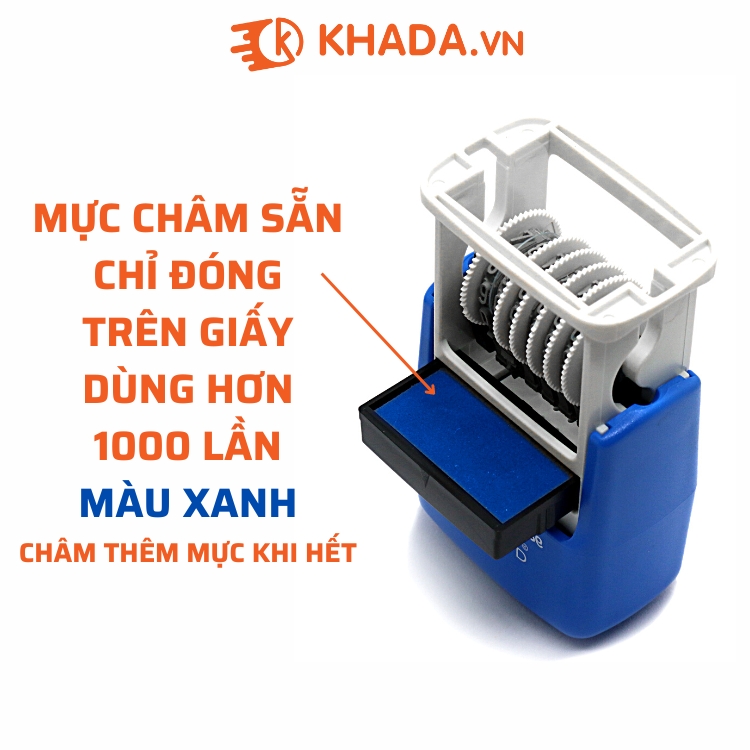 KHADA.VN
MỰC CHÂM SẴN
CHỈ ĐÓNG
TRÊN GIẤY
DÙNG HƠN
1000 LẦN
MÀU XANH
CHÂM THÊM MỰC KHI HẾT